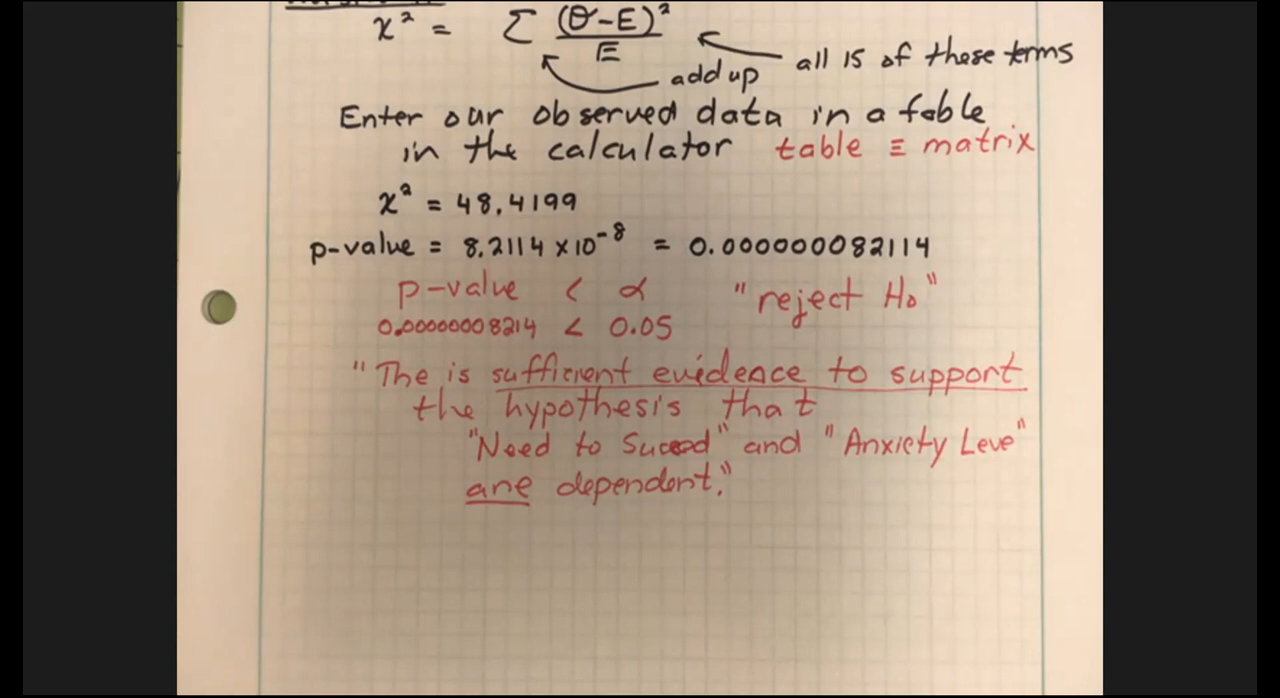 χ² = Σ (O-E)²/E
add up all 15 of these terms
Enter our observed data in a table
in the calculator table ≡ matrix
χ² = 48.4199
p-value = 8.2114 × 10⁻⁸ = 0.000000082114
p-value < α "reject H₀"
0.00000008214 < 0.05
"The is sufficient evidence to support
the hypothesis that
"Need to Suceed" and "Anxiety Leve"
are dependent."